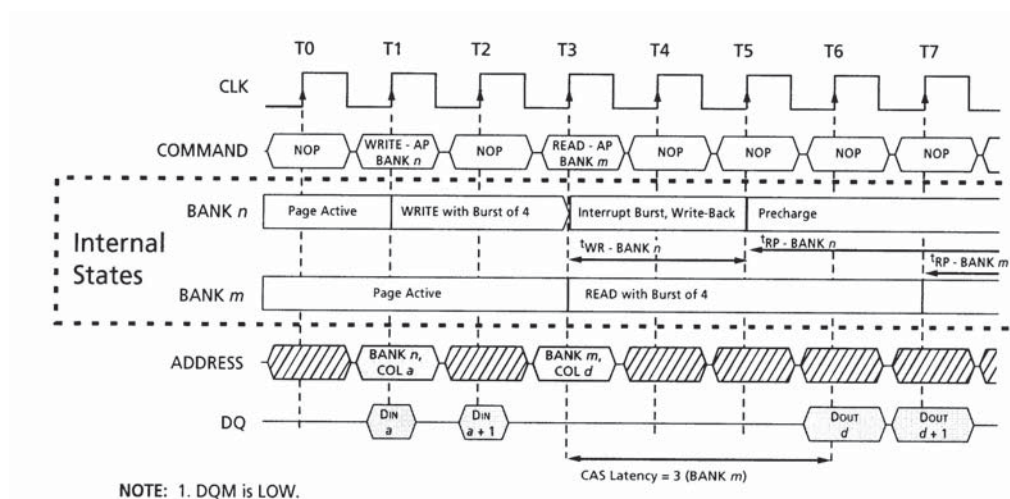 T0 T1 T2 T3 T4 T5 T6 T7
CLK
COMMAND NOP WRITE - AP BANK n NOP READ - AP BANK m NOP NOP NOP NOP
Internal States
BANK n Page Active WRITE with Burst of 4 Interrupt Burst, Write-Back Precharge
tWR - BANK n tRP - BANK n
tRP - BANK m
BANK m Page Active READ with Burst of 4
ADDRESS BANK n, COL a BANK m, COL d
DQ DIN a DIN a + 1 DOUT d DOUT d + 1
CAS Latency = 3 (BANK m)
NOTE: 1. DQM is LOW.